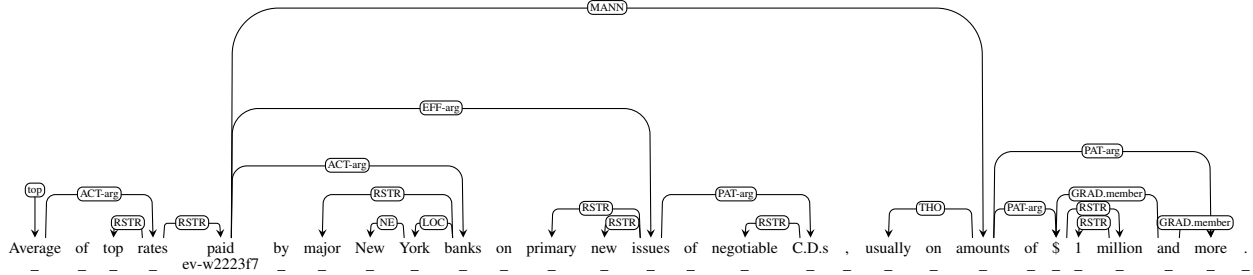 MANN
EFF-arg
ACT-arg
PAT-arg
top
ACT-arg
RSTR
PAT-arg
GRAD.member
RSTR
THO
PAT-arg
RSTR
RSTR
RSTR
NE
LOC
RSTR
RSTR
RSTR
GRAD.member
Average of top rates paid by major New York banks on primary new issues of negotiable C.D.s , usually on amounts of $ 1 million and more .
_ _ _ _ ev-w2223f7 _ _ _ _ _ _ _ _ _ _ _ _ _ _ _ _ _ _ _ _ _ _ _